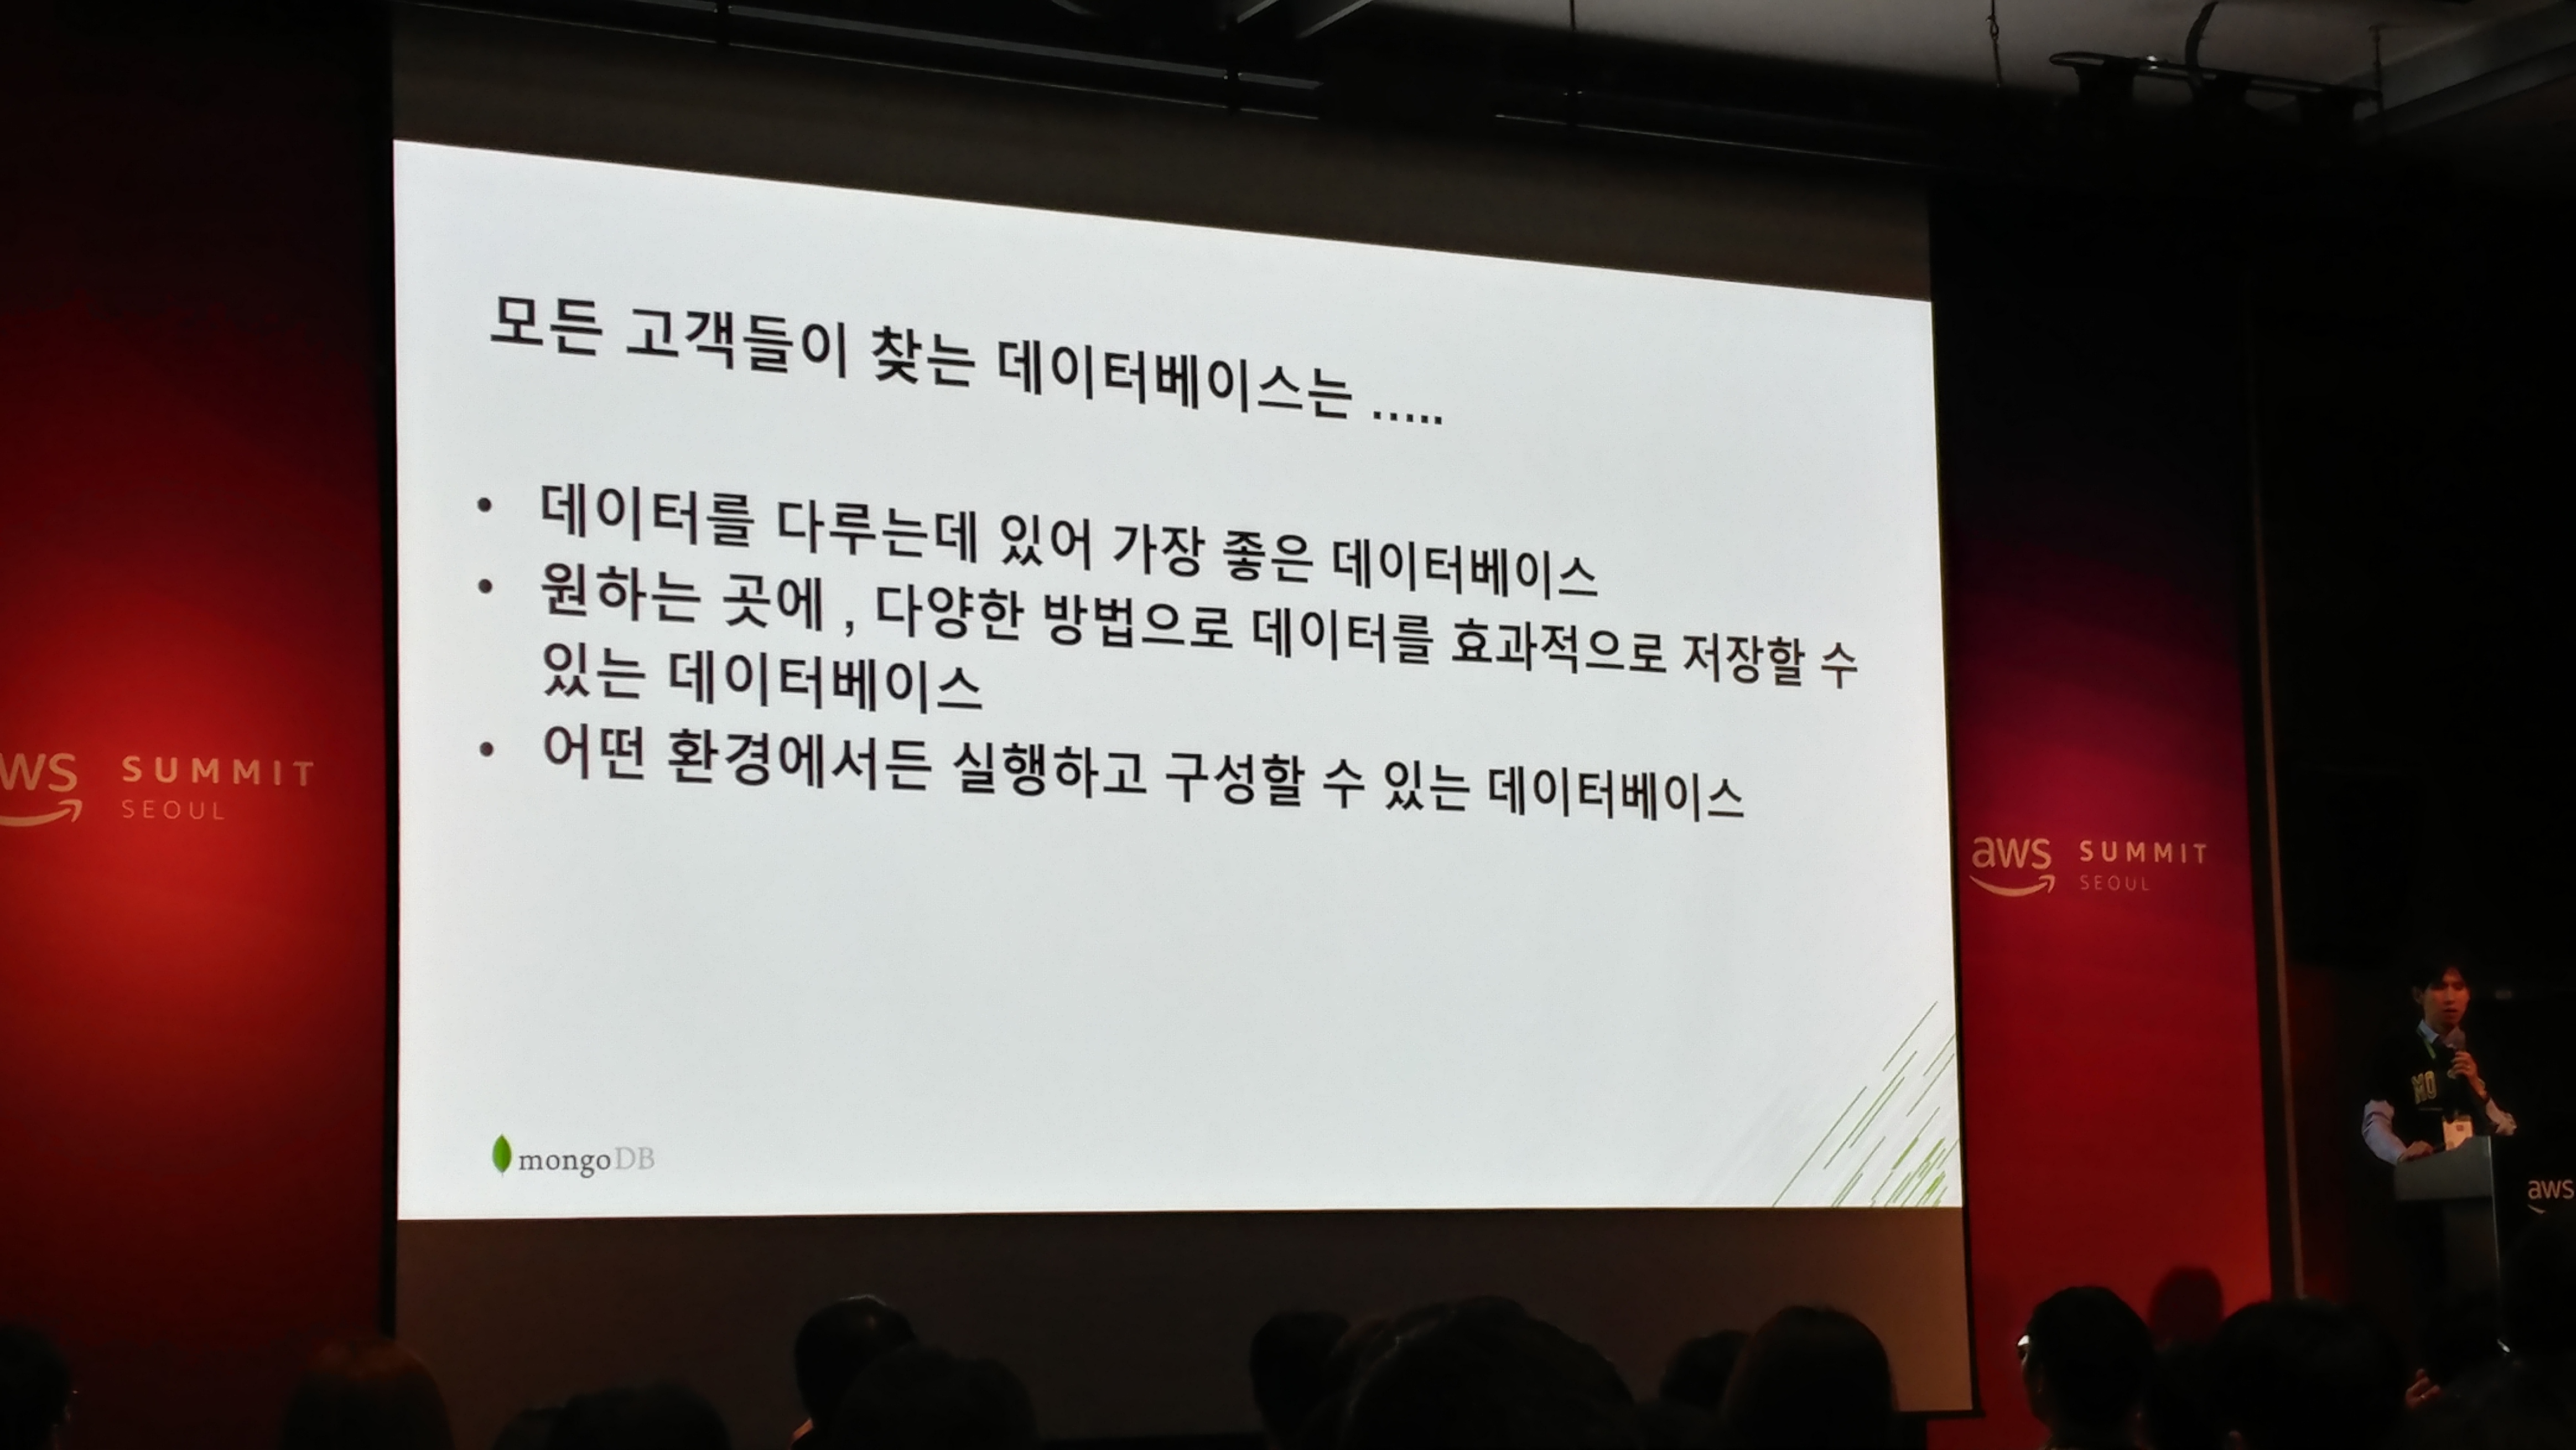 모든 고객들이 찾는 데이터베이스는 .....
• 데이터를 다루는데 있어 가장 좋은 데이터베이스
• 원하는 곳에 , 다양한 방법으로 데이터를 효과적으로 저장할 수
있는 데이터베이스
• 어떤 환경에서든 실행하고 구성할 수 있는 데이터베이스
mongoDB
WS SUMMIT
SEOUL
aws SUMMIT
SEOUL
MO
aws